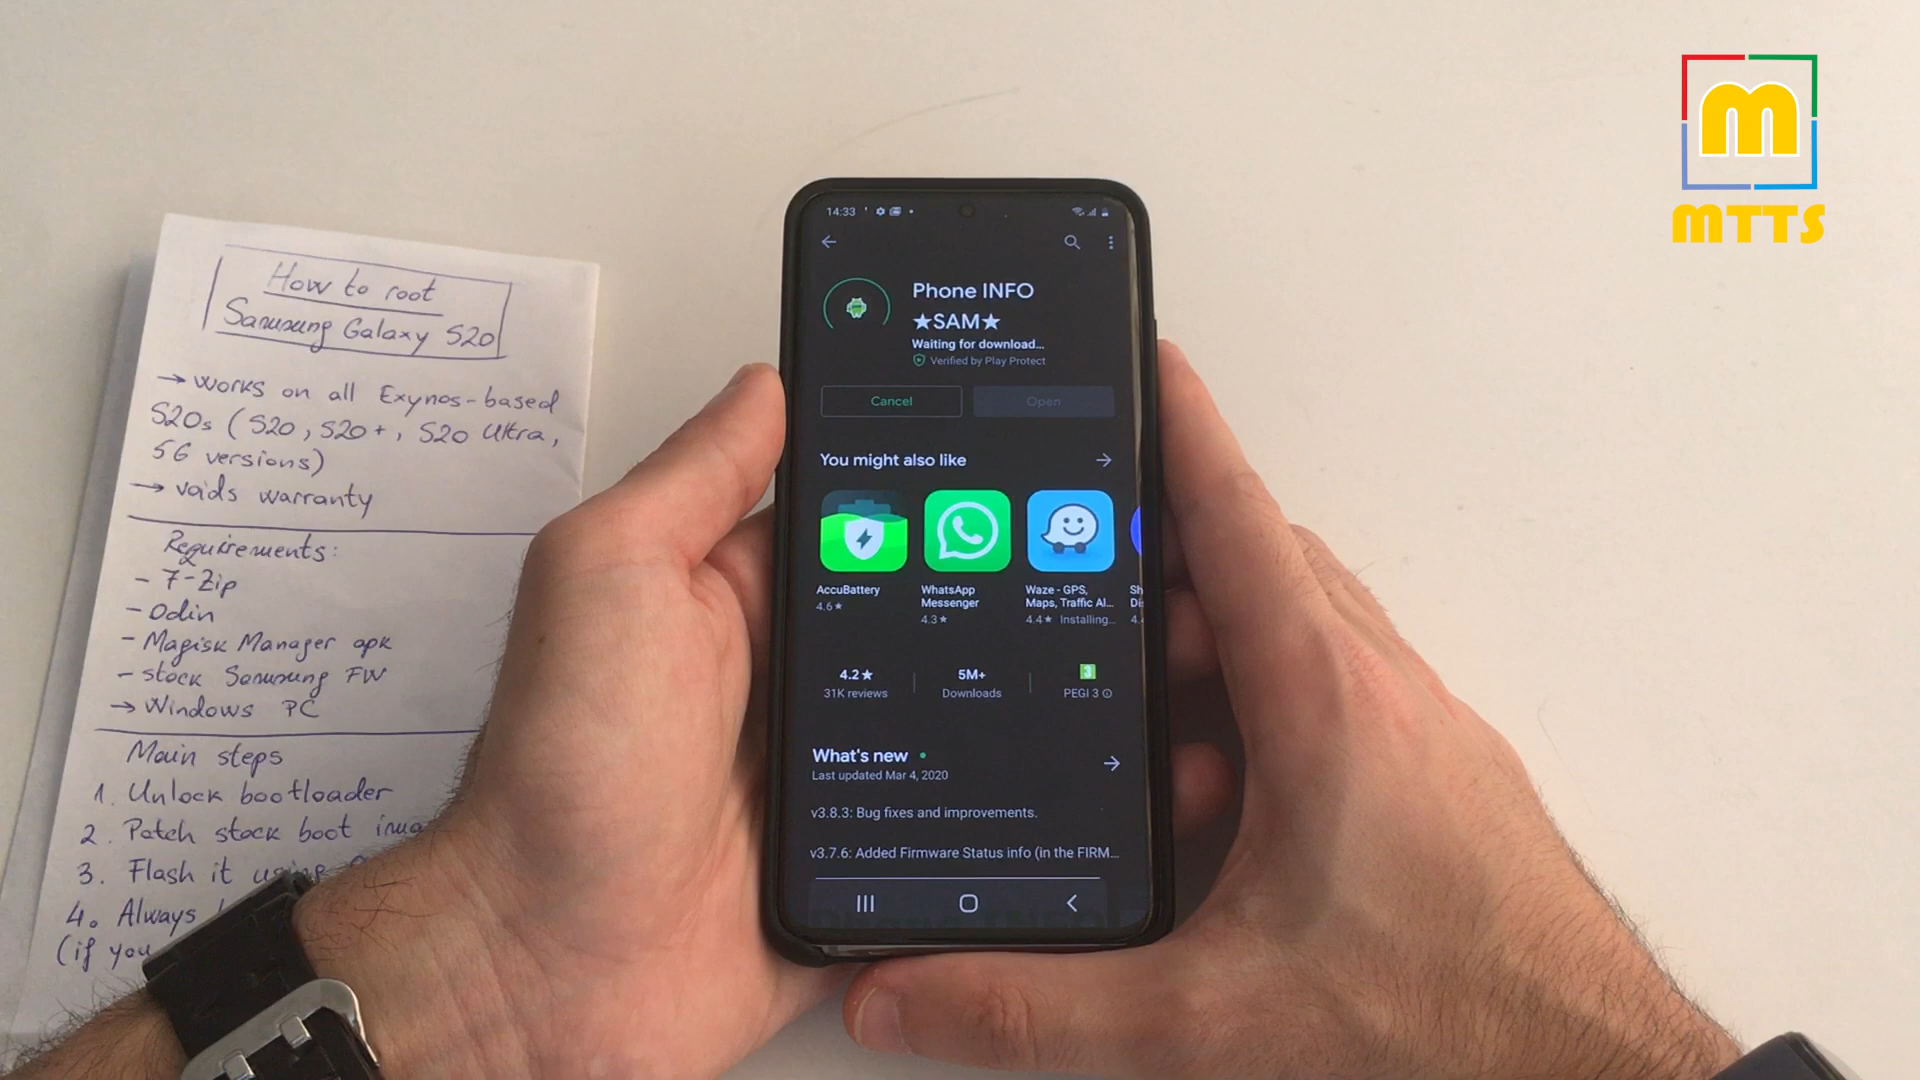 How to root
Samsung Galaxy S20
→ works on all Exynos-based
S20s (S20, S20+, S20 Ultra,
5G versions)
→ voids warranty
Requirements:
- 7-Zip
- Odin
- Magisk Manager apk
- stock Samsung FW
→ Windows PC
Main steps
1. Unlock bootloader
2. Patch stock boot
3. Flash it using
4. Always
(if you
14:33
Phone INFO
★SAM★
Waiting for download...
Verified by Play Protect
Cancel
Open
You might also like
AccuBattery
4.6★
WhatsApp
Messenger
4.3★
Waze - GPS,
Maps, Traffic Al...
4.4★ Installing...
Sh
Di
4.
4.2★
31K reviews
5M+
Downloads
3
PEGI 3
What's new
Last updated Mar 4, 2020
v3.8.3: Bug fixes and improvements.
v3.7.6: Added Firmware Status info (in the FIRM...
m
MTTS